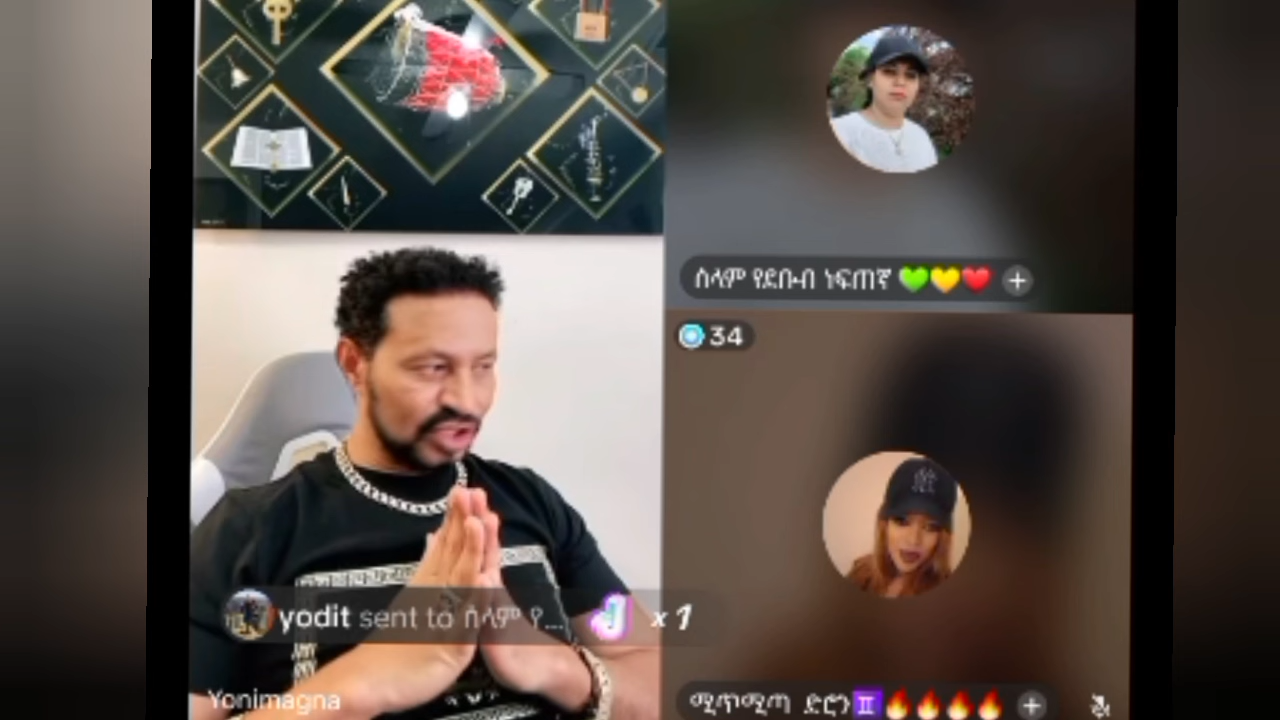 ሰላም የደቡብ ነፍጠኛ 💚💛❤️ +
34
yodit sent to ሰላም የ... x 1
Yonimagna
ሚጥሚጣ ድሮን♊🔥🔥🔥🔥 +